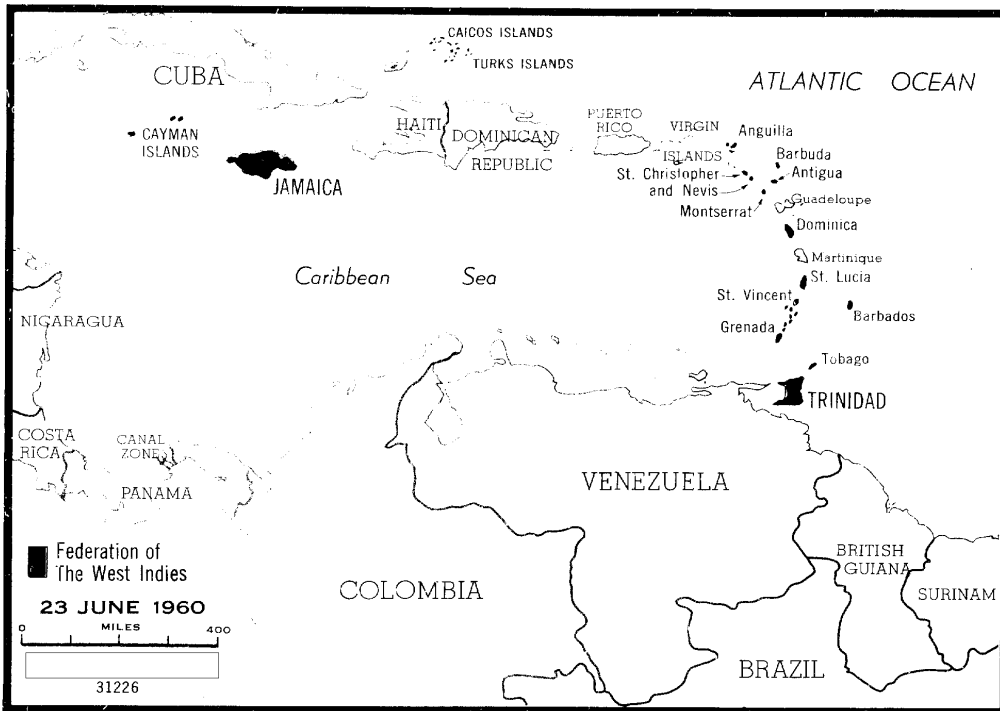 CAICOS ISLANDS
TURKS ISLANDS
CUBA
ATLANTIC OCEAN
CAYMAN
ISLANDS
JAMAICA
HAITI
DOMINICAN
REPUBLIC
PUERTO
RICO
VIRGIN
ISLANDS
Anguilla
St. Christopher
and Nevis
Barbuda
Antigua
Montserrat
Guadeloupe
Dominica
Martinique
Caribbean Sea
St. Lucia
St. Vincent
Barbados
Grenada
NICARAGUA
Tobago
TRINIDAD
COSTA
RICA
CANAL
ZONE
PANAMA
VENEZUELA
COLOMBIA
BRITISH
GUIANA
SURINAM
BRAZIL
Federation of
The West Indies
23 JUNE 1960
0 MILES 400
31226